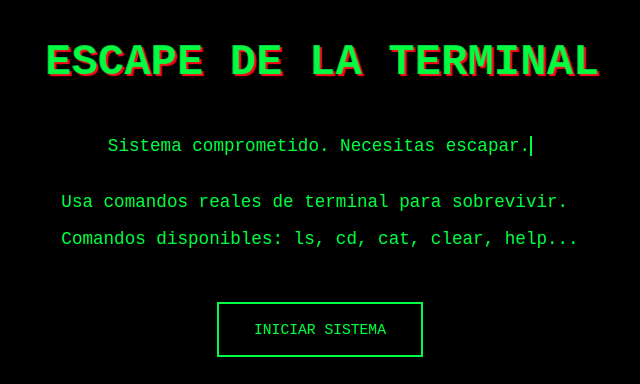 ESCAPE DE LA TERMINAL
Sistema comprometido. Necesitas escapar.
Usa comandos reales de terminal para sobrevivir.
Comandos disponibles: ls, cd, cat, clear, help...
INICIAR SISTEMA